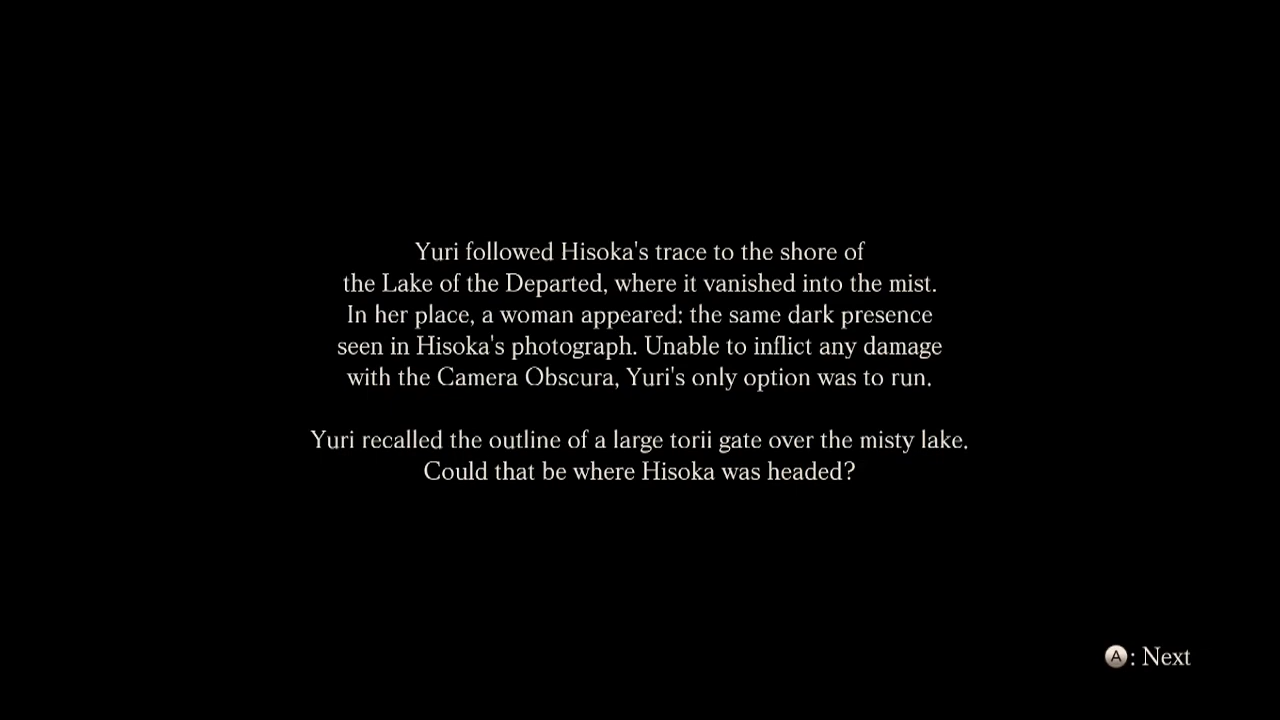 Yuri followed Hisoka's trace to the shore of
the Lake of the Departed, where it vanished into the mist.
In her place, a woman appeared: the same dark presence
seen in Hisoka's photograph. Unable to inflict any damage
with the Camera Obscura, Yuri's only option was to run.
Yuri recalled the outline of a large torii gate over the misty lake.
Could that be where Hisoka was headed?
A: Next